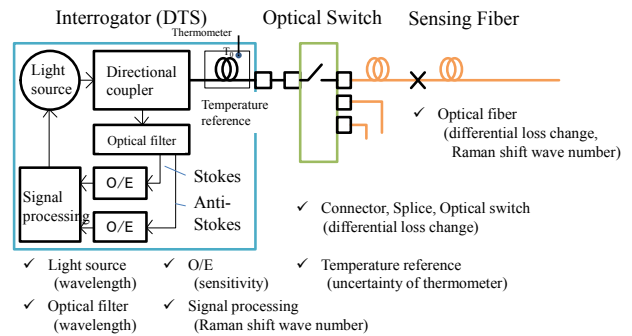 Interrogator (DTS)
Optical Switch
Sensing Fiber
Thermometer
T₀
Light
source
Directional
coupler
Temperature
reference
Optical filter
Stokes
Anti-
Stokes
O/E
O/E
Signal
processing
✓ Optical fiber
(differential loss change,
Raman shift wave number)
✓ Connector, Splice, Optical switch
(differential loss change)
✓ Light source
(wavelength)
✓ O/E
(sensitivity)
✓ Temperature reference
(uncertainty of thermometer)
✓ Optical filter
(wavelength)
✓ Signal processing
(Raman shift wave number)